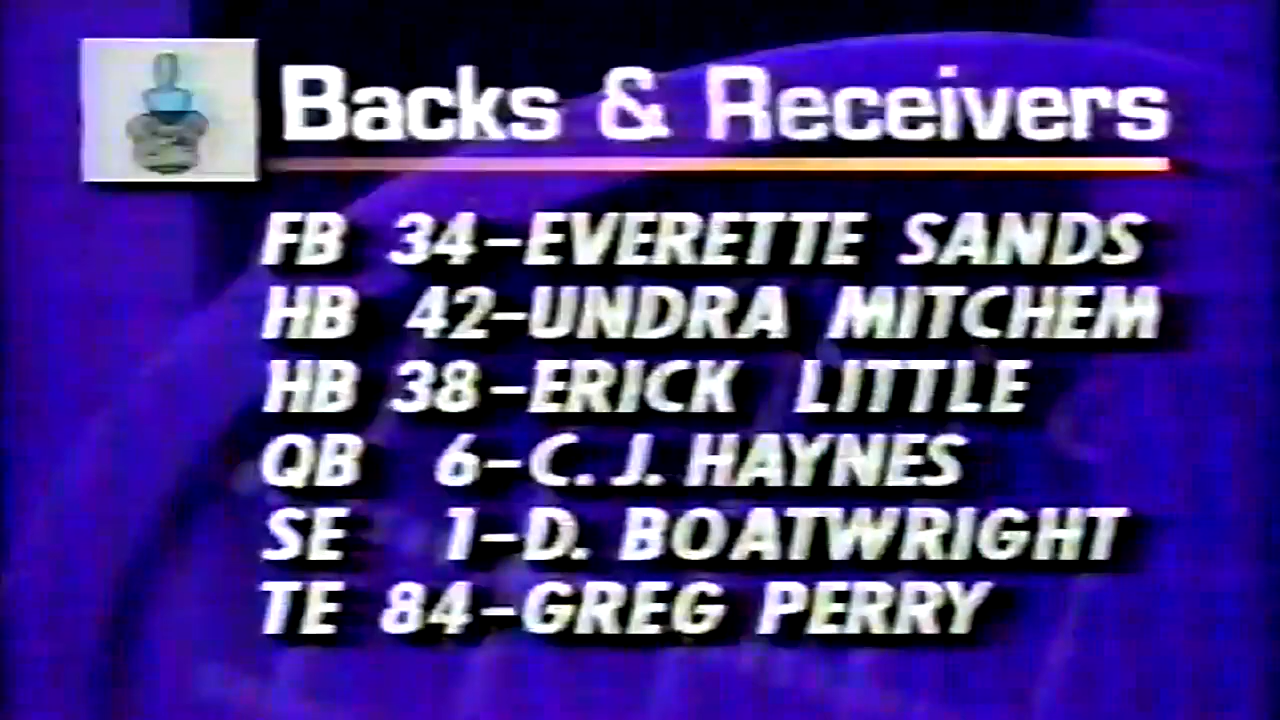 Backs & Receivers
FB 34-EVERETTE SANDS
HB 42-UNDRA MITCHEM
HB 38-ERICK LITTLE
QB 6-C.J. HAYNES
SE 1-D. BOATWRIGHT
TE 84-GREG PERRY